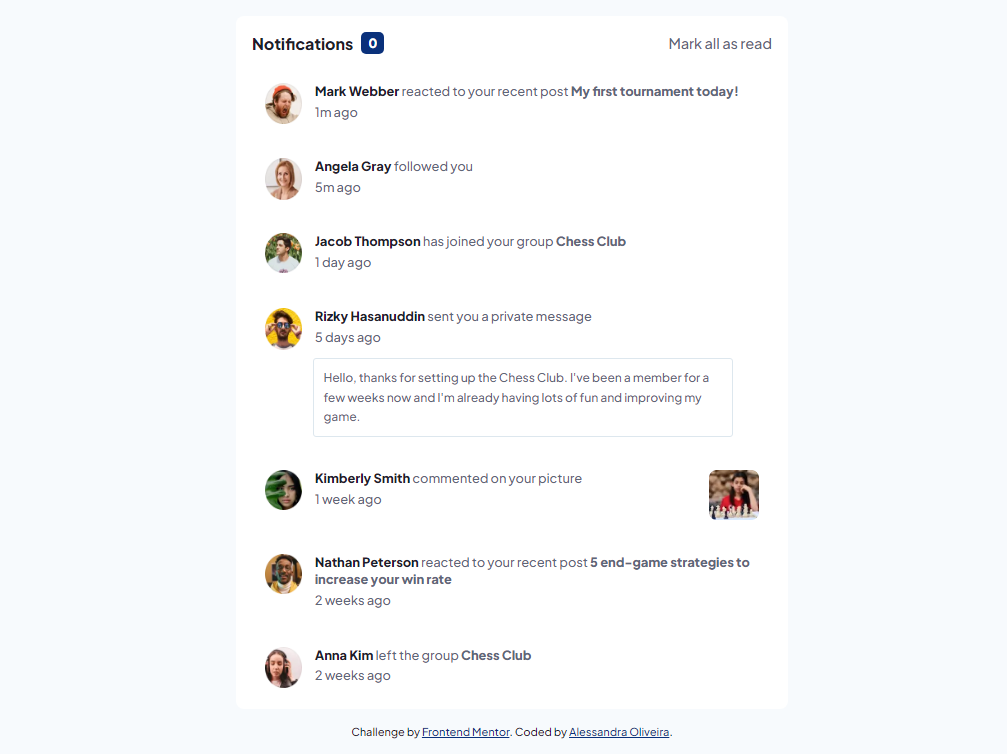 Notifications 0 Mark all as read
Mark Webber reacted to your recent post My first tournament today!
1m ago
Angela Gray followed you
5m ago
Jacob Thompson has joined your group Chess Club
1 day ago
Rizky Hasanuddin sent you a private message
5 days ago
Hello, thanks for setting up the Chess Club. I've been a member for a
few weeks now and I'm already having lots of fun and improving my
game.
Kimberly Smith commented on your picture
1 week ago
Nathan Peterson reacted to your recent post 5 end-game strategies to
increase your win rate
2 weeks ago
Anna Kim left the group Chess Club
2 weeks ago
Challenge by Frontend Mentor. Coded by Alessandra Oliveira.